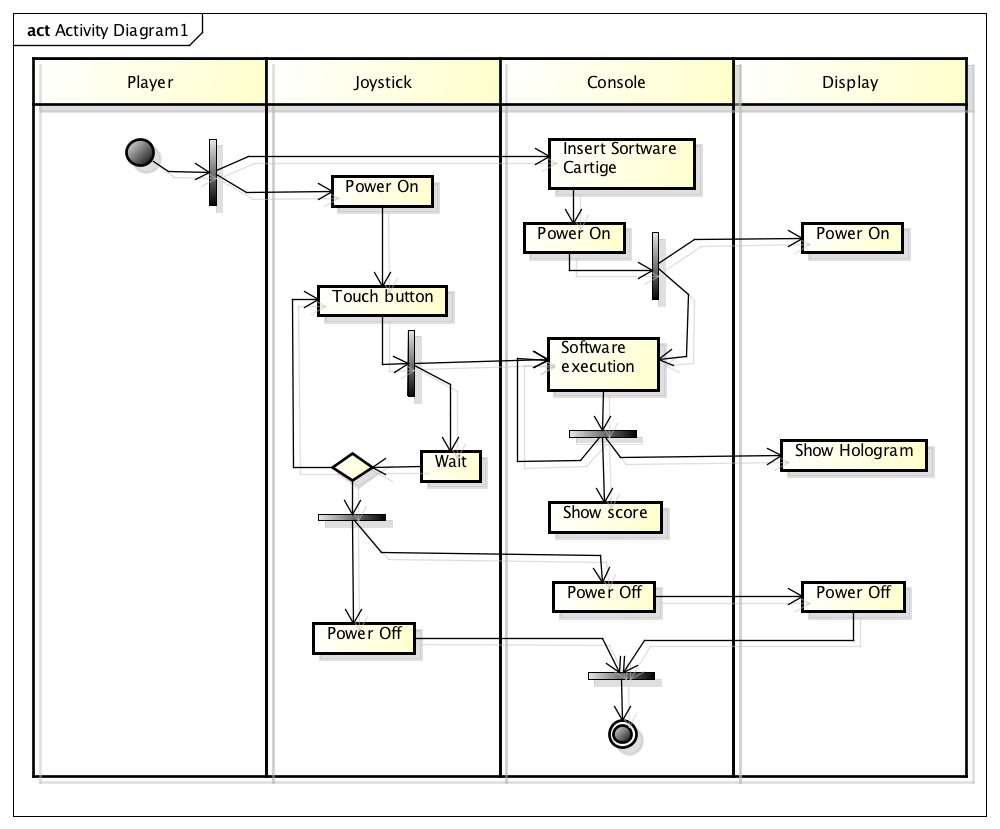 act Activity Diagram1
Player
Joystick
Console
Display
Insert Sortware
Cartige
Power On
Power On
Power On
Touch button
Software
execution
Show Hologram
Wait
Show score
Power Off
Power Off
Power Off